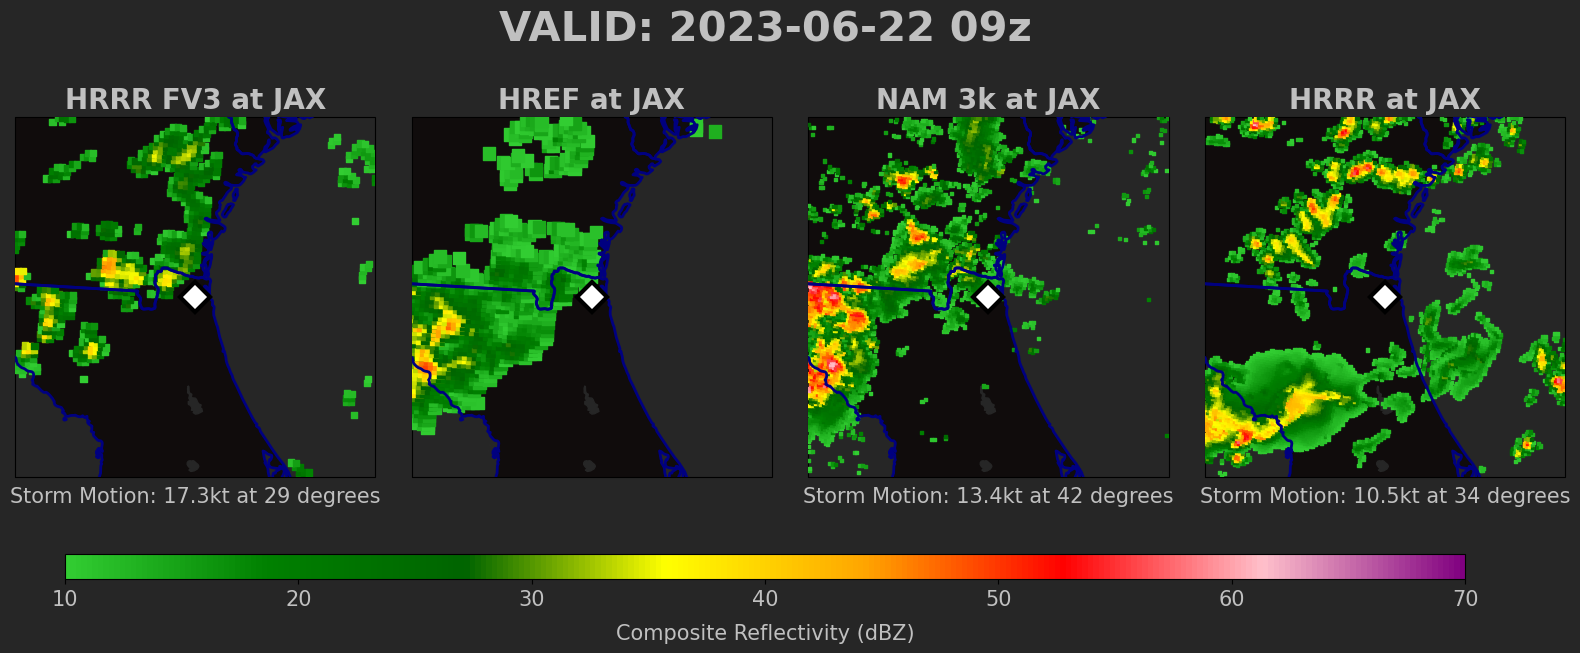 VALID: 2023-06-22 09z
HRRR FV3 at JAX
HREF at JAX
NAM 3k at JAX
HRRR at JAX
Storm Motion: 17.3kt at 29 degrees
Storm Motion: 13.4kt at 42 degrees
Storm Motion: 10.5kt at 34 degrees
10 20 30 40 50 60 70
Composite Reflectivity (dBZ)